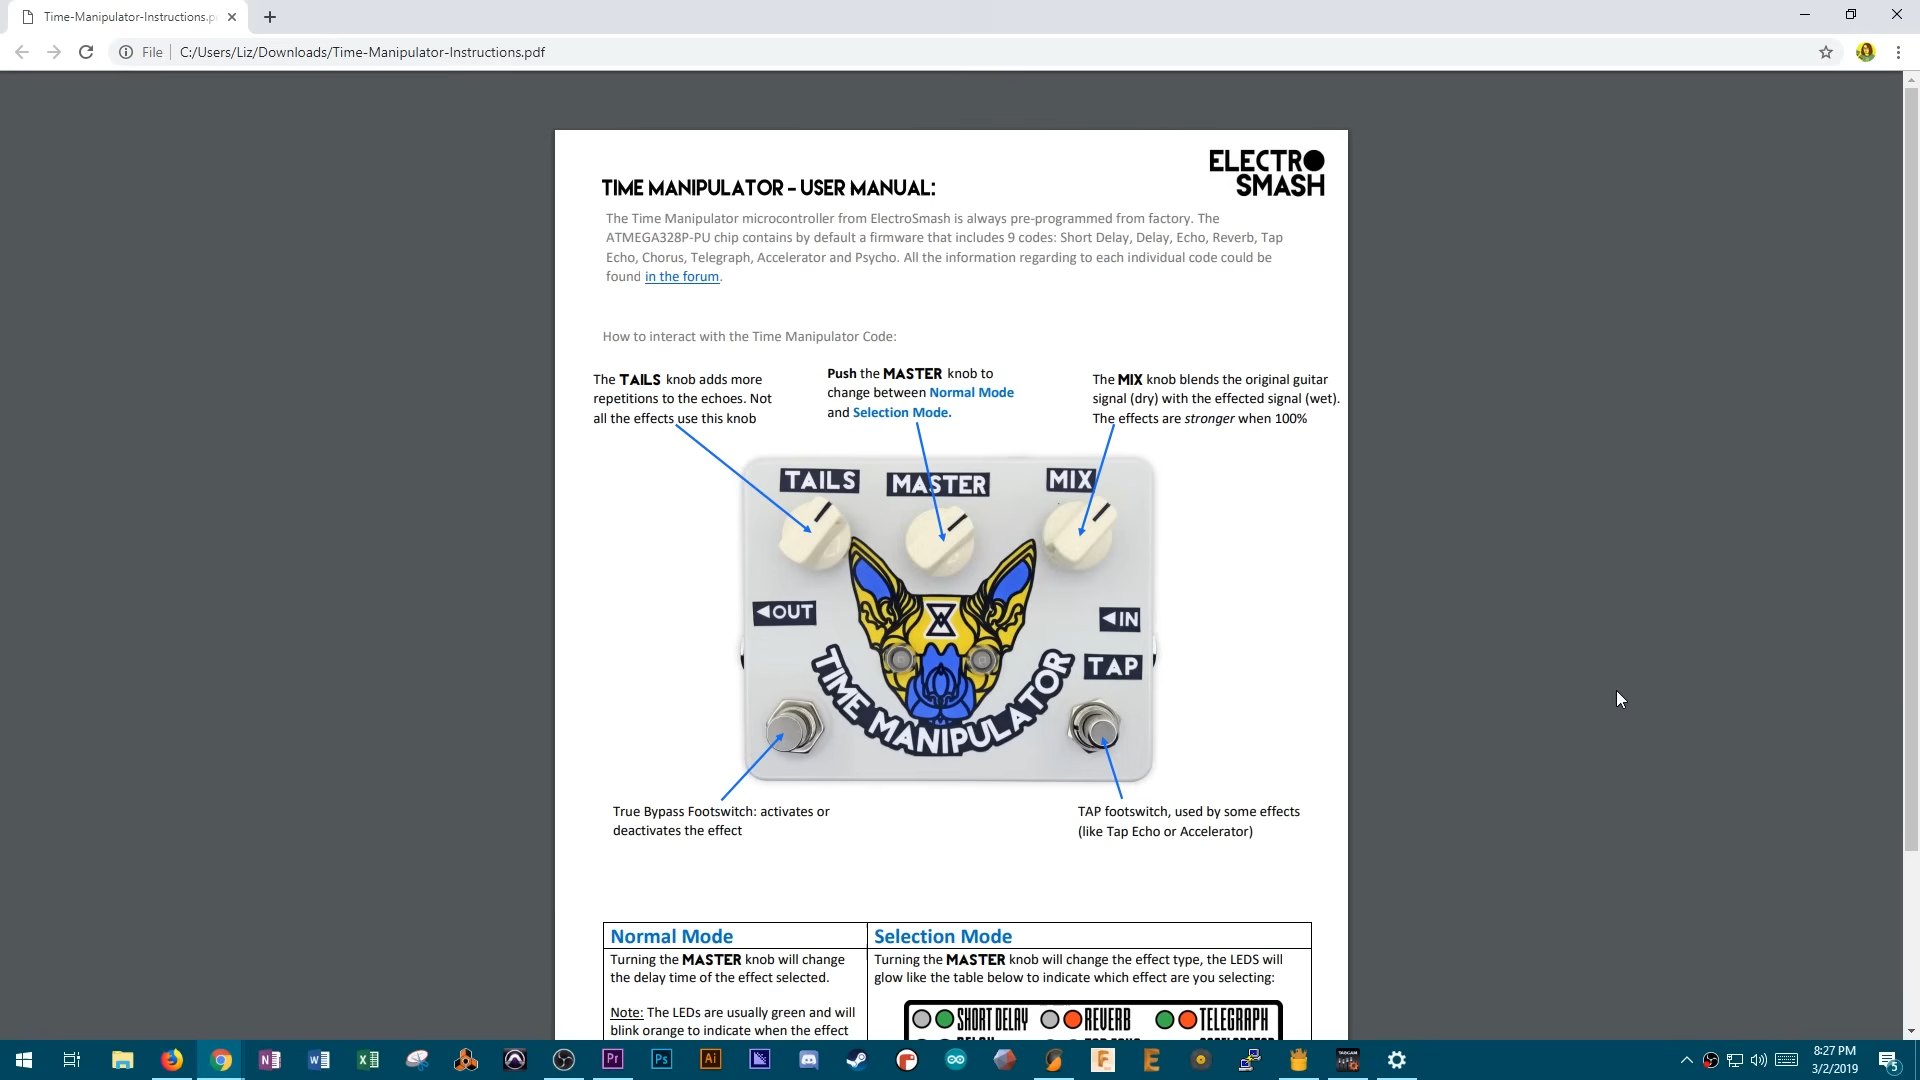 Time-Manipulator-Instructions.p
File
C:/Users/Liz/Downloads/Time-Manipulator-Instructions.pdf
ELECTRO
SMASH
TIME MANIPULATOR – USER MANUAL:
The Time Manipulator microcontroller from ElectroSmash is always pre-programmed from factory. The
ATMEGA328P-PU chip contains by default a firmware that includes 9 codes: Short Delay, Delay, Echo, Reverb, Tap
Echo, Chorus, Telegraph, Accelerator and Psycho. All the information regarding to each individual code could be
found in the forum.
How to interact with the Time Manipulator Code:
The TAILS knob adds more
repetitions to the echoes. Not
all the effects use this knob
Push the MASTER knob to
change between Normal Mode
and Selection Mode.
The MIX knob blends the original guitar
signal (dry) with the effected signal (wet).
The effects are stronger when 100%
TAILS
MASTER
MIX
OUT
IN
TAP
TIME MANIPULATOR
True Bypass Footswitch: activates or
deactivates the effect
TAP footswitch, used by some effects
(like Tap Echo or Accelerator)
Normal Mode
Turning the MASTER knob will change
the delay time of the effect selected.
Note: The LEDs are usually green and will
blink orange to indicate when the effect
Selection Mode
Turning the MASTER knob will change the effect type, the LEDS will
glow like the table below to indicate which effect are you selecting:
SHORT DELAY
REVERB
TELEGRAPH
8:27 PM
3/2/2019
5